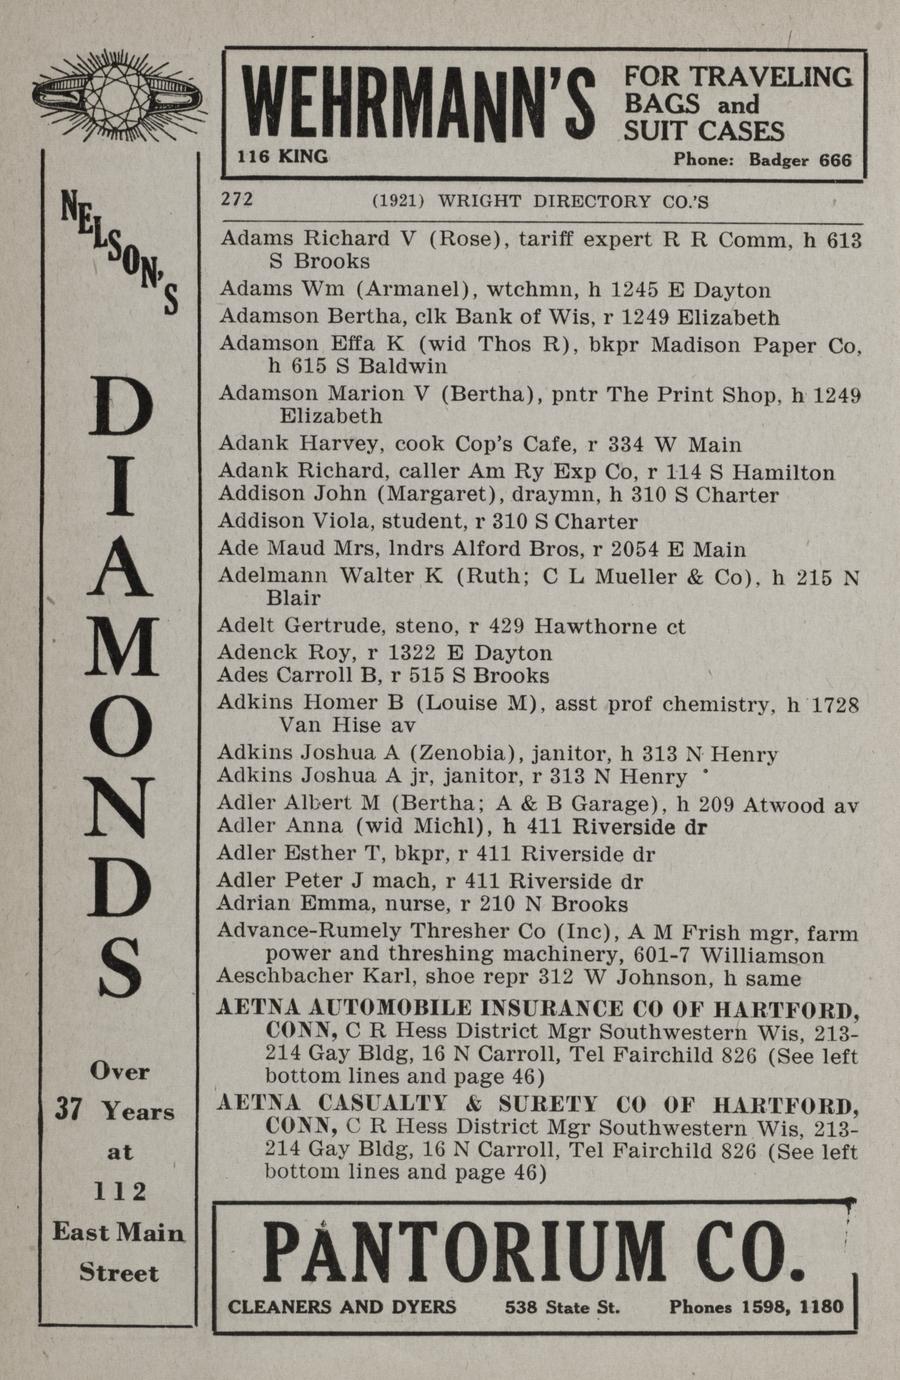 WEHRMANN'S
FOR TRAVELING
BAGS and
SUIT CASES
116 KING
Phone: Badger 666
NELSON'S
DIAMONDS
Over
37 Years
at
112
East Main
Street
272 (1921) WRIGHT DIRECTORY CO.'S
Adams Richard V (Rose), tariff expert R R Comm, h 613
S Brooks
Adams Wm (Armanel), wtchmn, h 1245 E Dayton
Adamson Bertha, clk Bank of Wis, r 1249 Elizabeth
Adamson Effa K (wid Thos R), bkpr Madison Paper Co,
h 615 S Baldwin
Adamson Marion V (Bertha), pntr The Print Shop, h 1249
Elizabeth
Adank Harvey, cook Cop's Cafe, r 334 W Main
Adank Richard, caller Am Ry Exp Co, r 114 S Hamilton
Addison John (Margaret), draymn, h 310 S Charter
Addison Viola, student, r 310 S Charter
Ade Maud Mrs, lndrs Alford Bros, r 2054 E Main
Adelmann Walter K (Ruth; C L Mueller & Co), h 215 N
Blair
Adelt Gertrude, steno, r 429 Hawthorne ct
Adenck Roy, r 1322 E Dayton
Ades Carroll B, r 515 S Brooks
Adkins Homer B (Louise M), asst prof chemistry, h 1728
Van Hise av
Adkins Joshua A (Zenobia), janitor, h 313 N Henry
Adkins Joshua A jr, janitor, r 313 N Henry
Adler Albert M (Bertha; A & B Garage), h 209 Atwood av
Adler Anna (wid Michl), h 411 Riverside dr
Adler Esther T, bkpr, r 411 Riverside dr
Adler Peter J mach, r 411 Riverside dr
Adrian Emma, nurse, r 210 N Brooks
Advance-Rumely Thresher Co (Inc), A M Frish mgr, farm
power and threshing machinery, 601-7 Williamson
Aeschbacher Karl, shoe repr 312 W Johnson, h same
AETNA AUTOMOBILE INSURANCE CO OF HARTFORD,
CONN, C R Hess District Mgr Southwestern Wis, 213-
214 Gay Bldg, 16 N Carroll, Tel Fairchild 826 (See left
bottom lines and page 46)
AETNA CASUALTY & SURETY CO OF HARTFORD,
CONN, C R Hess District Mgr Southwestern Wis, 213-
214 Gay Bldg, 16 N Carroll, Tel Fairchild 826 (See left
bottom lines and page 46)
PANTORIUM CO.
CLEANERS AND DYERS 538 State St. Phones 1598, 1180